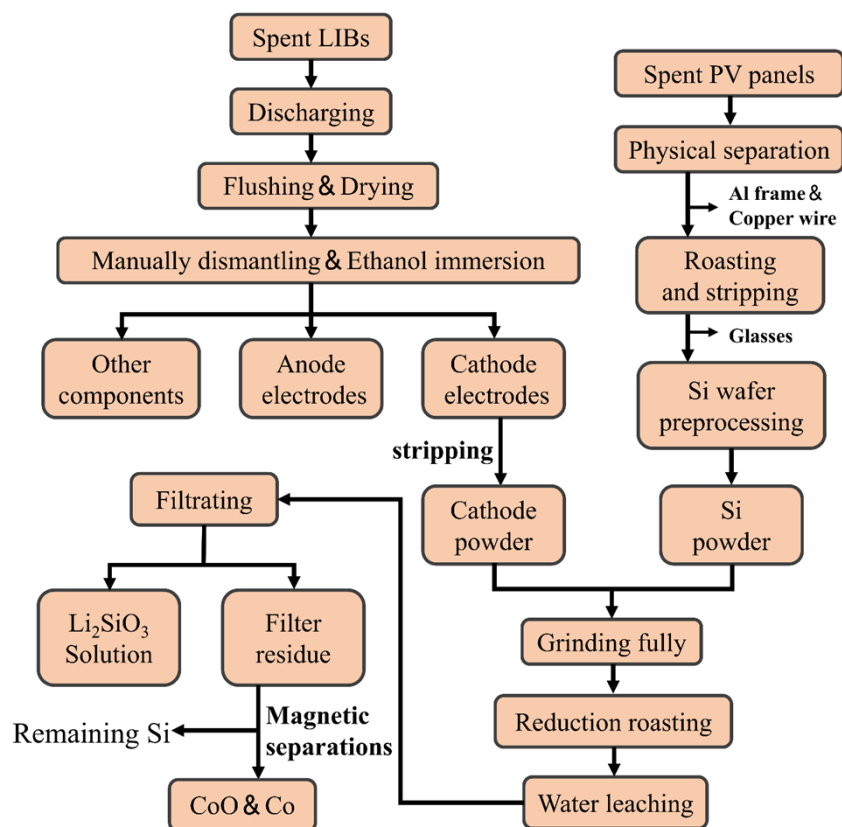 Spent LIBs
Discharging
Flushing & Drying
Manually dismantling & Ethanol immersion
Other
components
Anode
electrodes
Cathode
electrodes
stripping
Cathode
powder
Spent PV panels
Physical separation
Al frame &
Copper wire
Roasting
and stripping
Glasses
Si wafer
preprocessing
Si
powder
Grinding fully
Reduction roasting
Water leaching
Filtrating
Li₂SiO₃
Solution
Filter
residue
Magnetic
separations
Remaining Si
CoO & Co